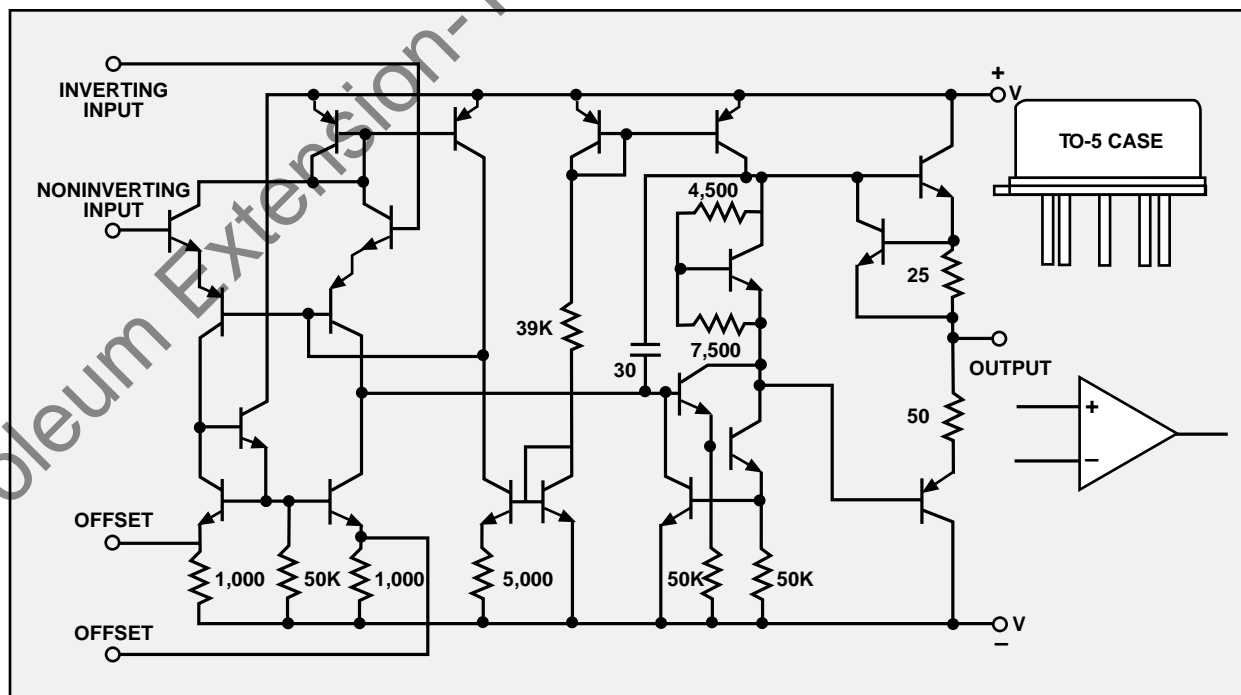 INVERTING
INPUT
NONINVERTING
INPUT
OFFSET
OFFSET
1,000
50K
1,000
5,000
39K
30
4,500
7,500
50K
50K
25
50
OUTPUT
+
V
V
−
TO-5 CASE
+
−
Extension-